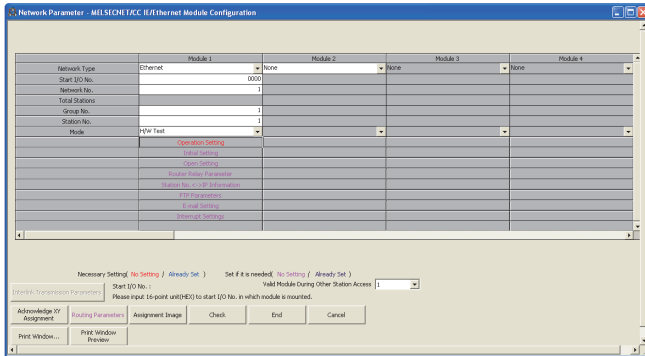 Network Parameter - MELSECNET/CC IE/Ethernet Module Configuration
Module 1 Module 2 Module 3 Module 4
Network Type Ethernet None None None
Start I/O No. 0000
Network No. 1
Total Stations
Group No. 1
Station No. 1
Mode H/W Test
Operation Setting
Initial Setting
Open Setting
Router Relay Parameter
Station No. <->IP Information
FTP Parameters
E-mail Setting
Interrupt Settings
Necessary Setting( No Setting / Already Set ) Set if it is needed( No Setting / Already Set )
Interlink Transmission Parameters Start I/O No. : Valid Module During Other Station Access 1
Please input 16-point unit(HEX) to start I/O No. in which module is mounted.
Acknowledge XY Assignment Routing Parameters Assignment Image Check End Cancel
Print Window... Print Window Preview